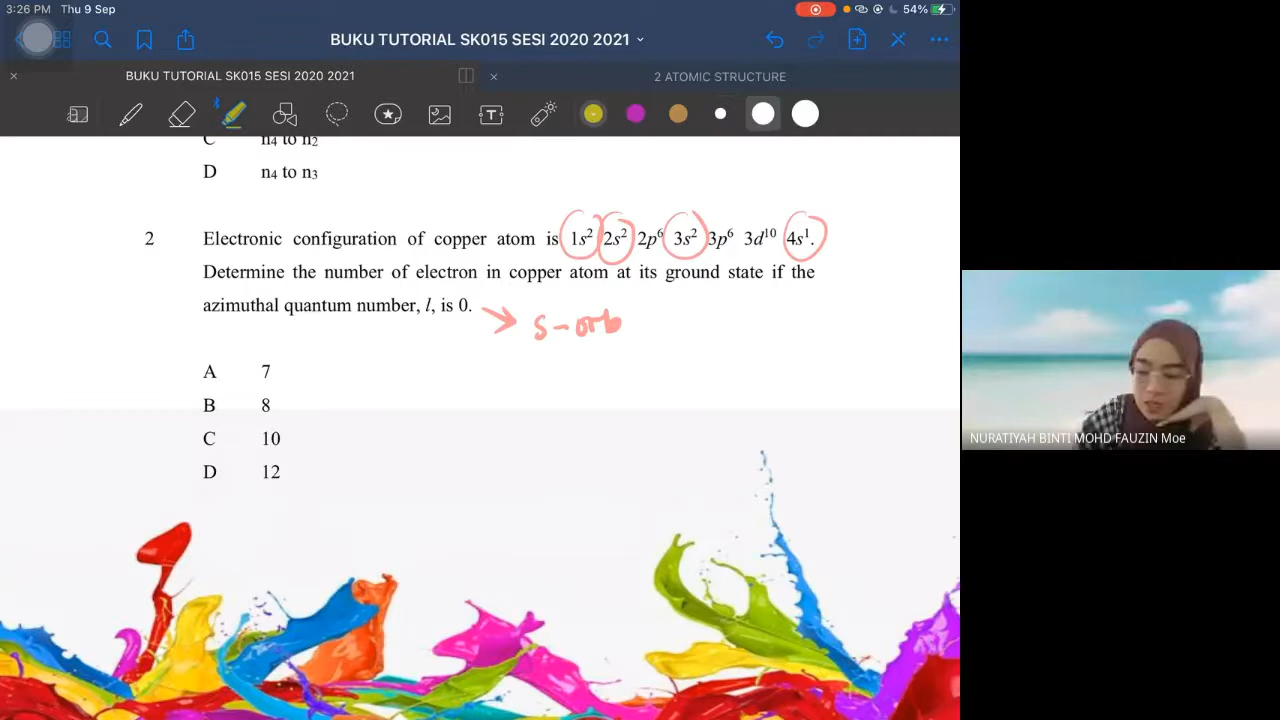 3:26 PM Thu 9 Sep
54%
BUKU TUTORIAL SK015 SESI 2020 2021
BUKU TUTORIAL SK015 SESI 2020 2021
2 ATOMIC STRUCTURE
C n4 to n2
D n4 to n3
2 Electronic configuration of copper atom is 1s² 2s² 2p⁶ 3s² 3p⁶ 3d¹⁰ 4s¹.
Determine the number of electron in copper atom at its ground state if the
azimuthal quantum number, l, is 0.
s-orb
A 7
B 8
C 10
D 12
NURATIYAH BINTI MOHD FAUZIN Moe